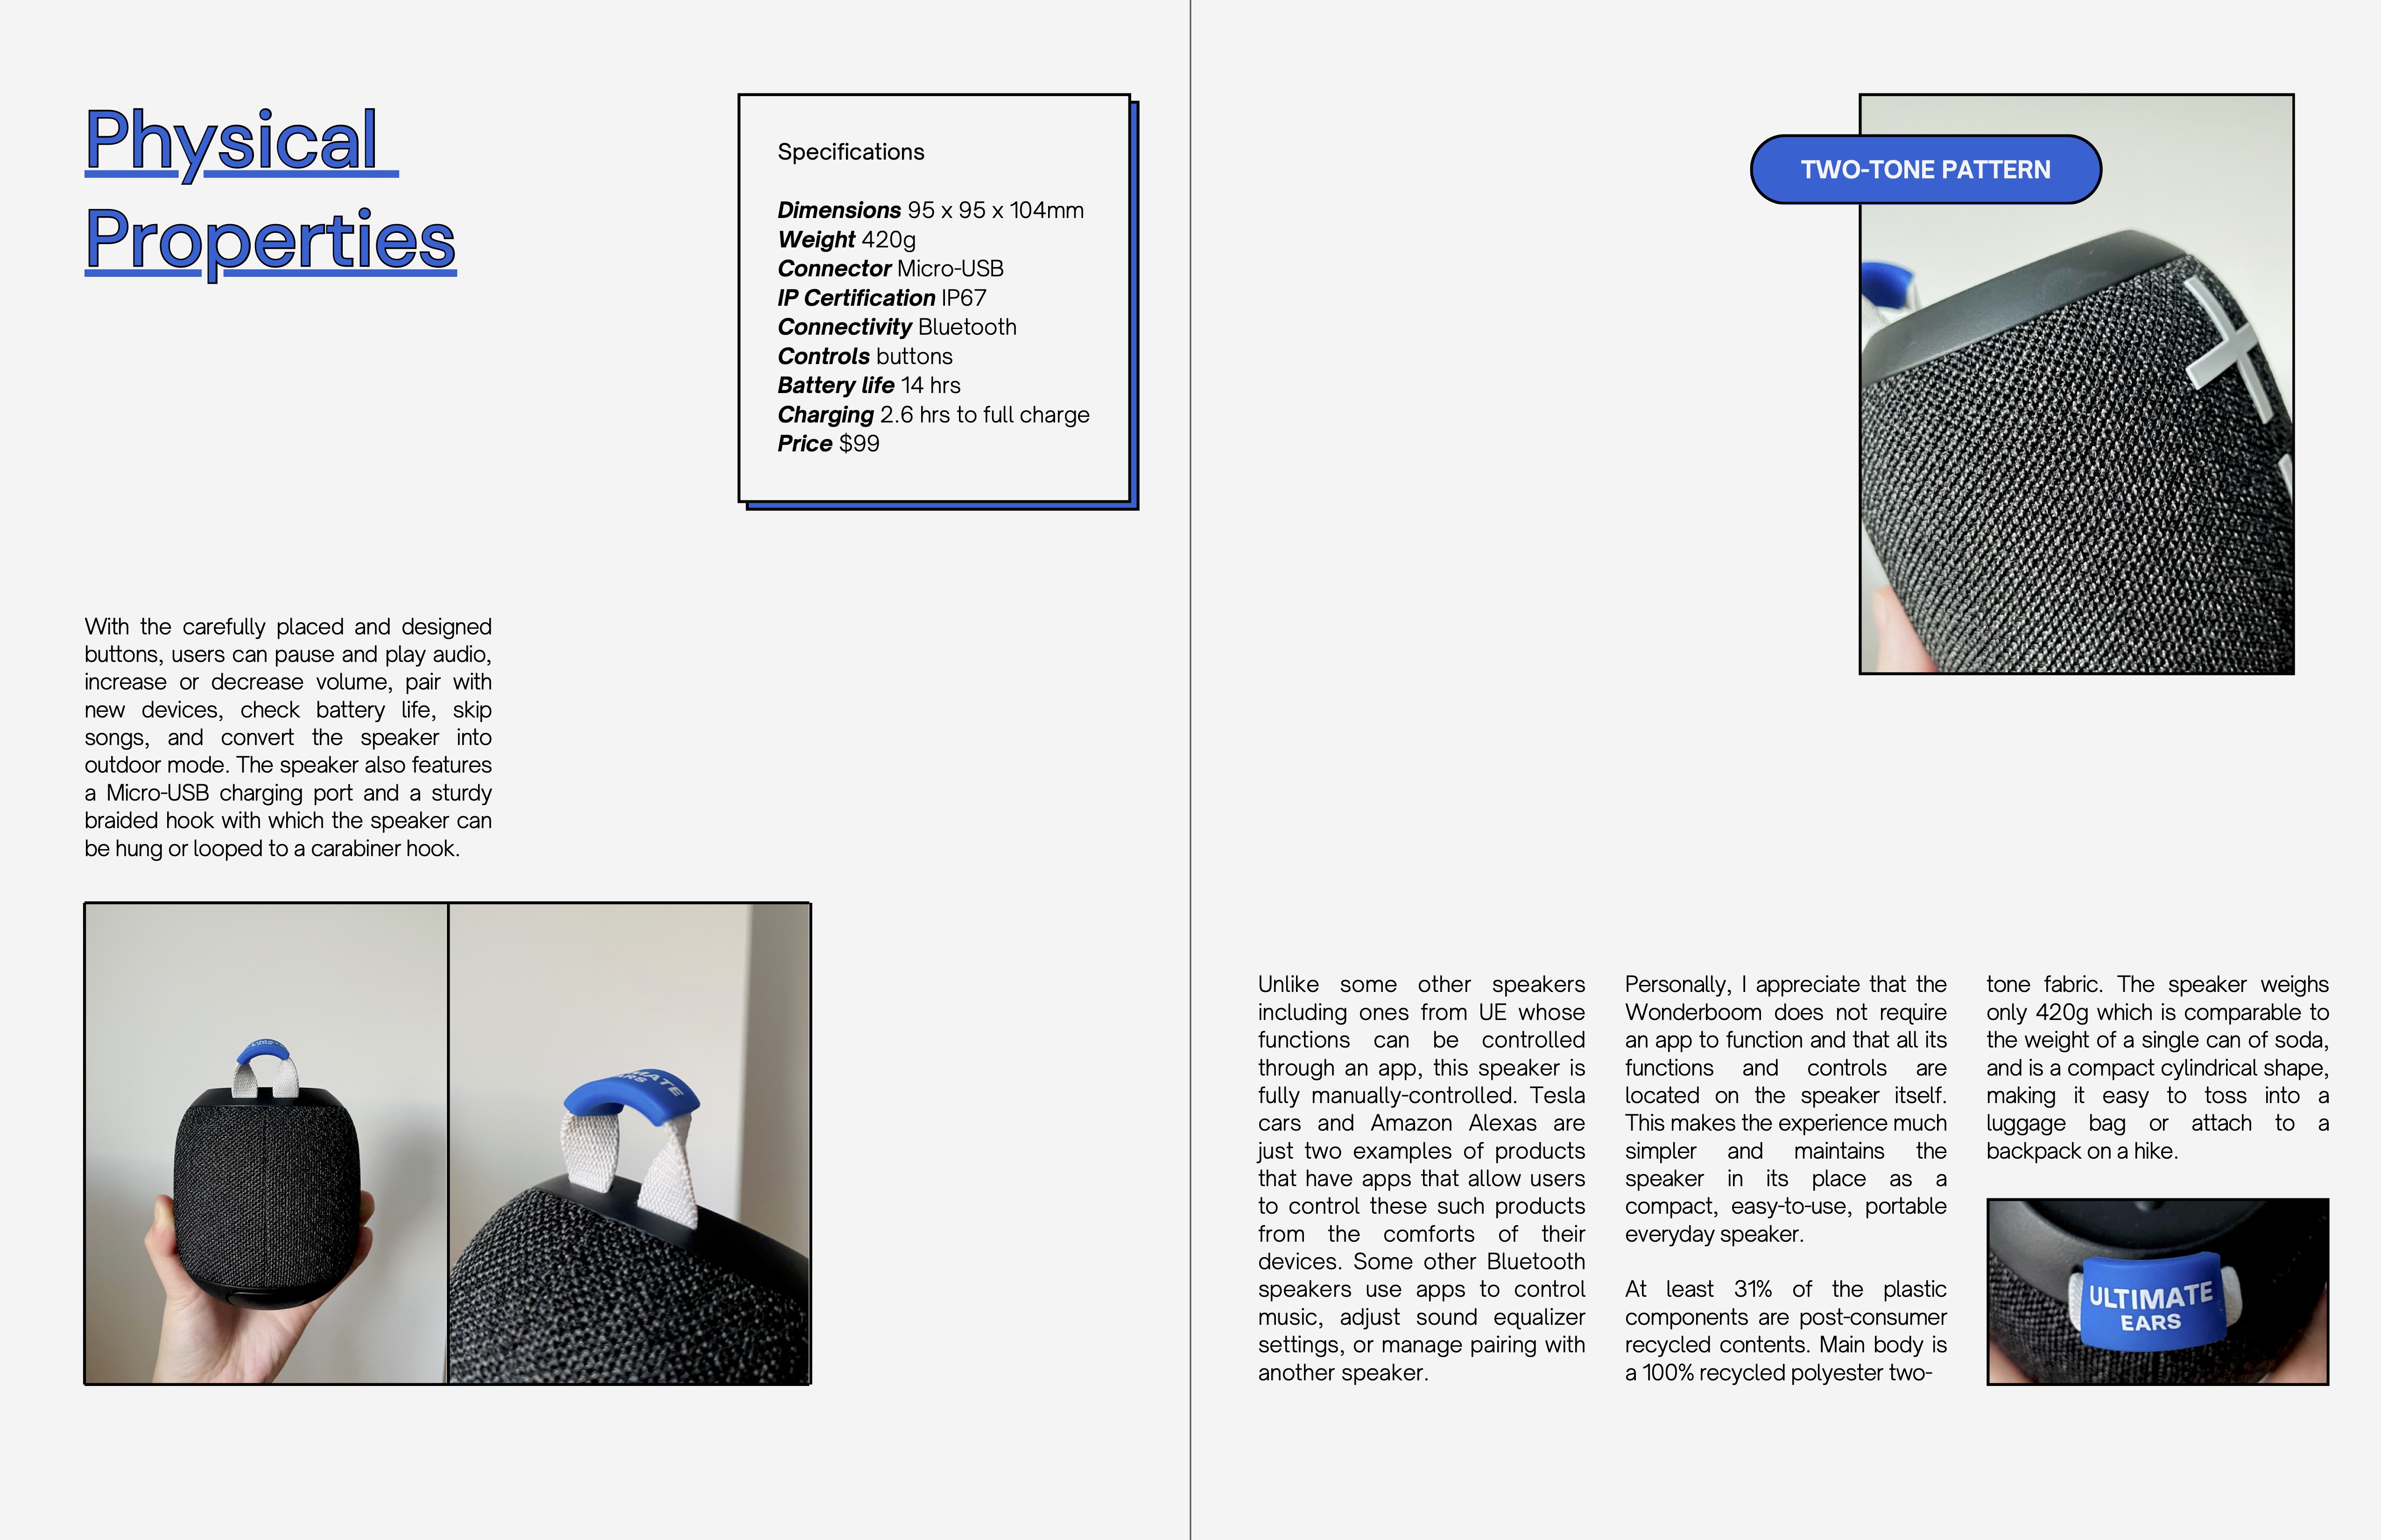 Physical
Properties
Specifications
Dimensions 95 x 95 x 104mm
Weight 420g
Connector Micro-USB
IP Certification IP67
Connectivity Bluetooth
Controls buttons
Battery life 14 hrs
Charging 2.6 hrs to full charge
Price $99
With the carefully placed and designed
buttons, users can pause and play audio,
increase or decrease volume, pair with
new devices, check battery life, skip
songs, and convert the speaker into
outdoor mode. The speaker also features
a Micro-USB charging port and a sturdy
braided hook with which the speaker can
be hung or looped to a carabiner hook.
TWO-TONE PATTERN
Unlike some other speakers
including ones from UE whose
functions can be controlled
through an app, this speaker is
fully manually-controlled. Tesla
cars and Amazon Alexas are
just two examples of products
that have apps that allow users
to control these such products
from the comforts of their
devices. Some other Bluetooth
speakers use apps to control
music, adjust sound equalizer
settings, or manage pairing with
another speaker.
Personally, I appreciate that the
Wonderboom does not require
an app to function and that all its
functions and controls are
located on the speaker itself.
This makes the experience much
simpler and maintains the
speaker in its place as a
compact, easy-to-use, portable
everyday speaker.
At least 31% of the plastic
components are post-consumer
recycled contents. Main body is
a 100% recycled polyester two-
tone fabric. The speaker weighs
only 420g which is comparable to
the weight of a single can of soda,
and is a compact cylindrical shape,
making it easy to toss into a
luggage bag or attach to a
backpack on a hike.
ULTIMATE
EARS